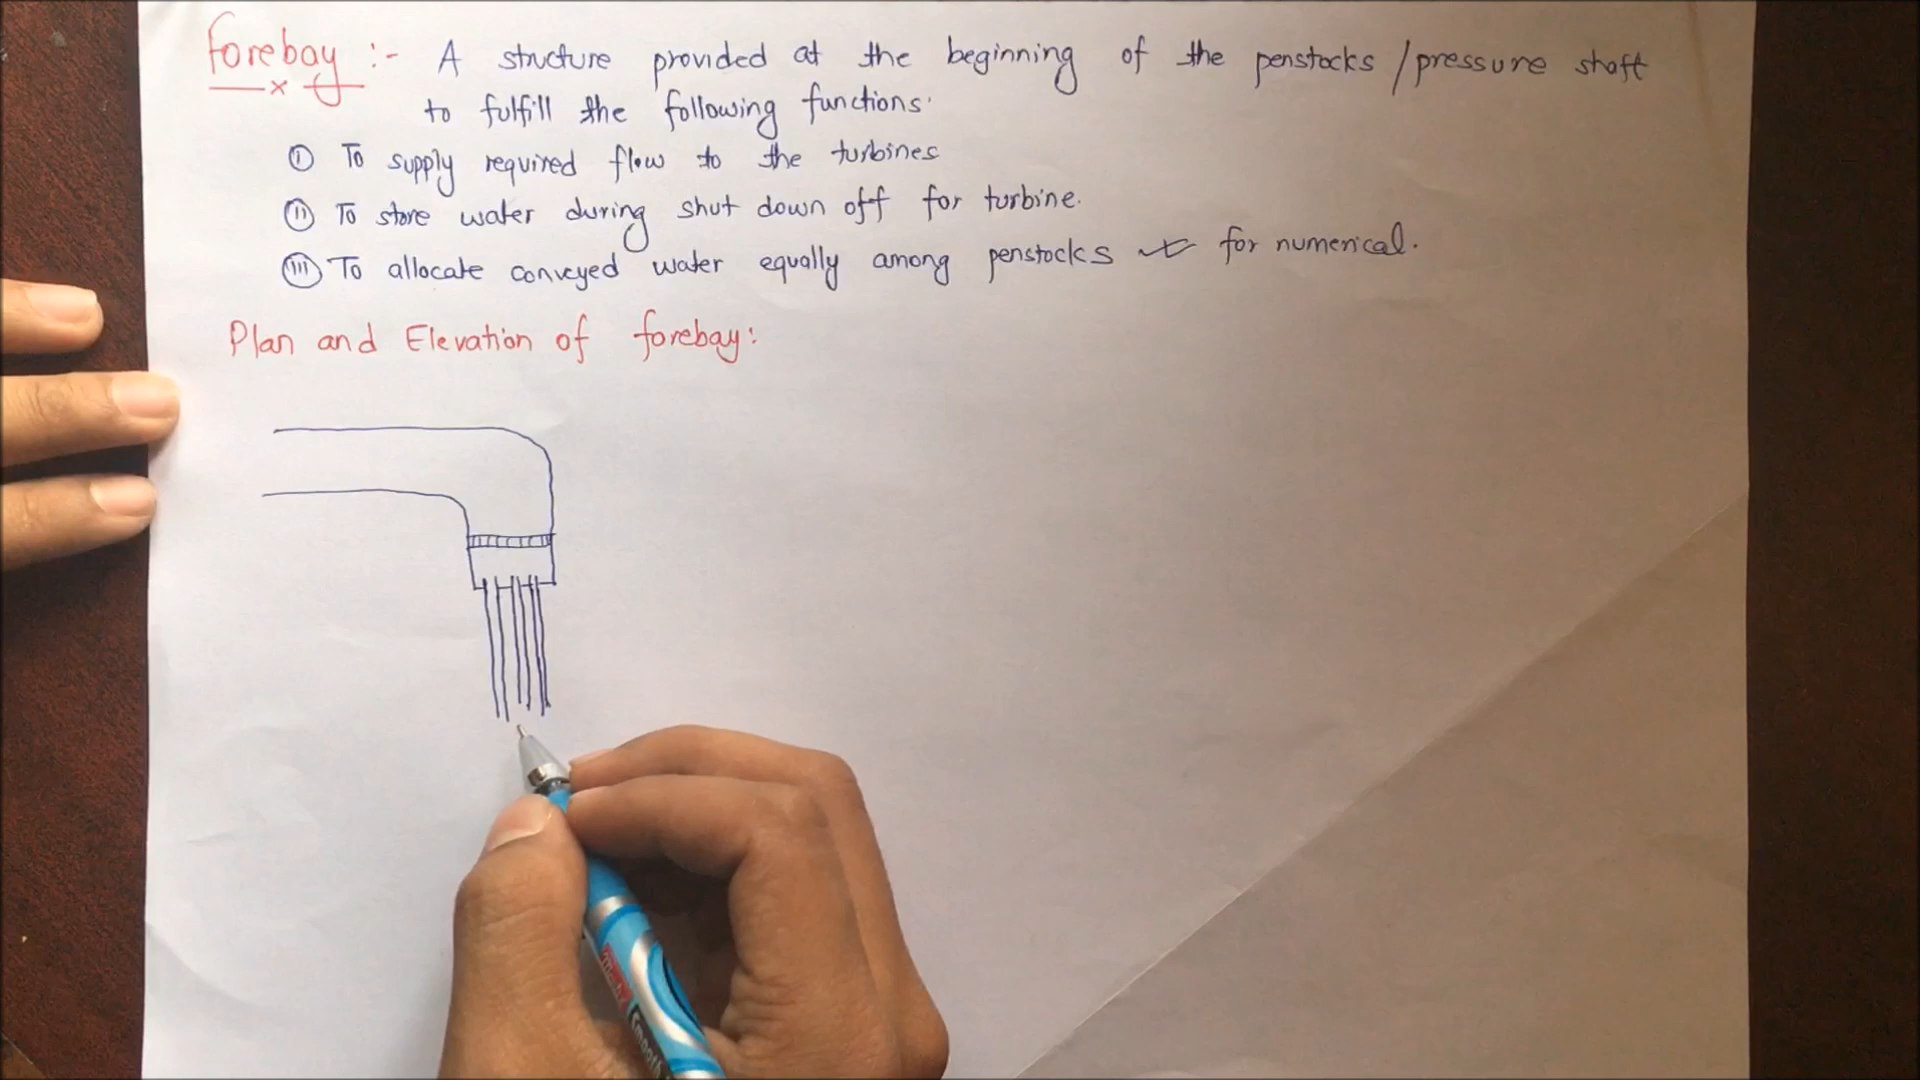 Forebay :- A structure provided at the beginning of the penstocks / pressure shaft
to fulfill the following functions.
(i) To supply required flow to the turbines
(ii) To store water during shut down off for turbine.
(iii) To allocate conveyed water equally among penstocks for numerical.
Plan and Elevation of forebay:
Smooth